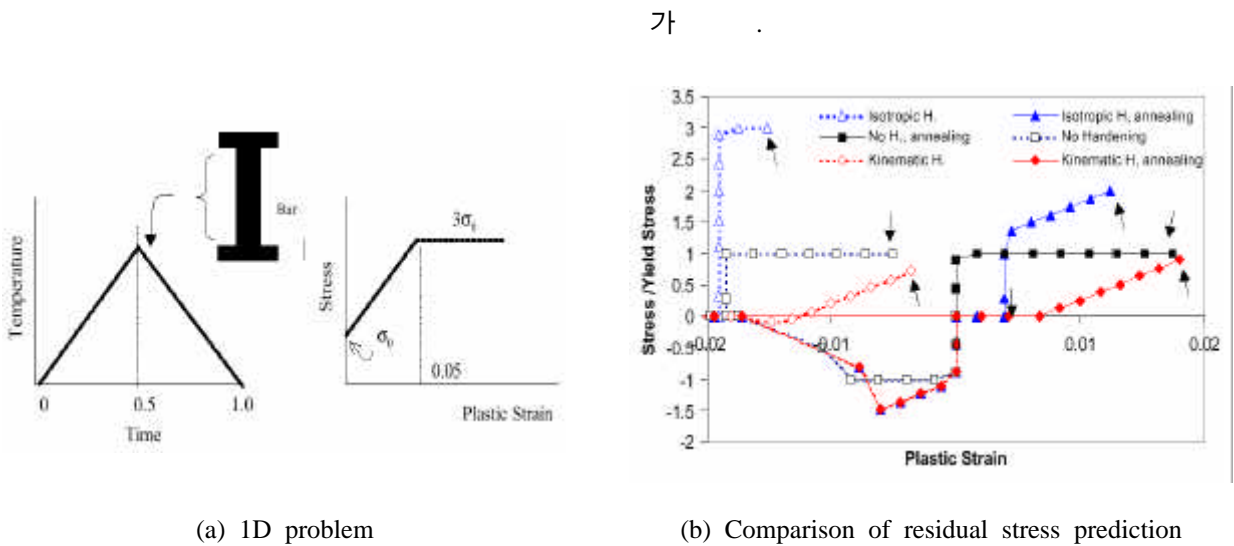 가 .
Bar
Temperature
0 0.5 1.0
Time
Stress
3σ₀
σ₀
0.05
Plastic Strain
3.5
3
2.5
2
1.5
1
0.5
0
-0.5
-1
-1.5
-2
-0.02 -0.01 0 0.01 0.02
Isotropic H. Isotropic H, annealing
No H., annealing No Hardening
Kinematic H. Kinematic H, annealing
Stress /Yield Stress
Plastic Strain
(a) 1D problem (b) Comparison of residual stress prediction